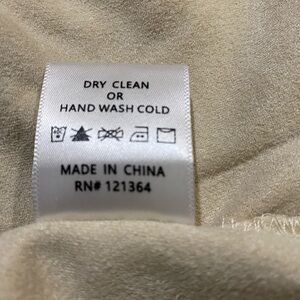 DRY CLEAN
OR
HAND WASH COLD
MADE IN CHINA
RN# 121364